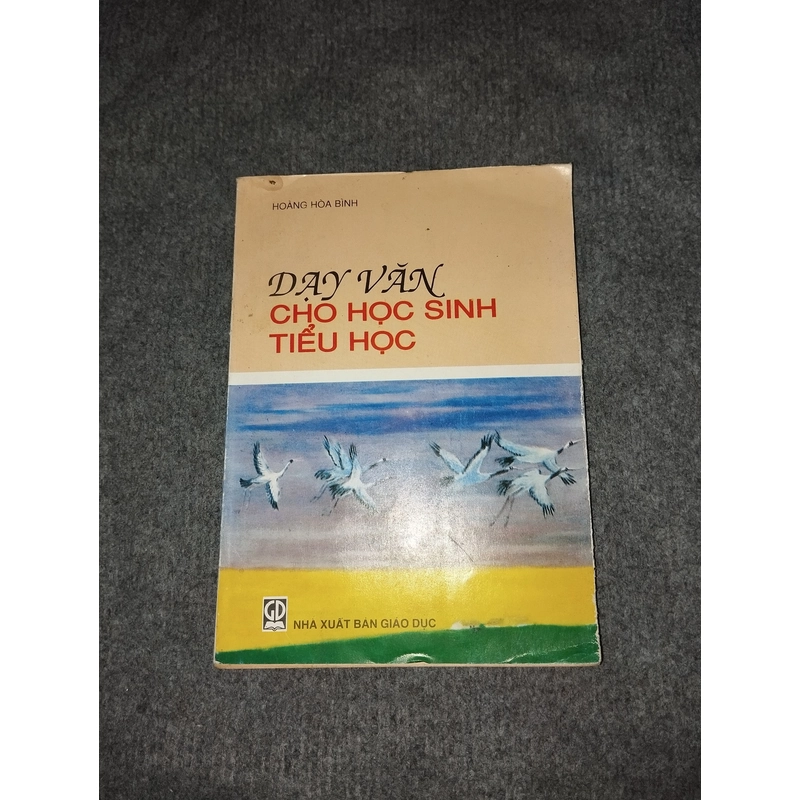 HOÀNG HÒA BÌNH
DẠY VĂN
CHO HỌC SINH
TIỂU HỌC
GD
NHÀ XUẤT BẢN GIÁO DỤC